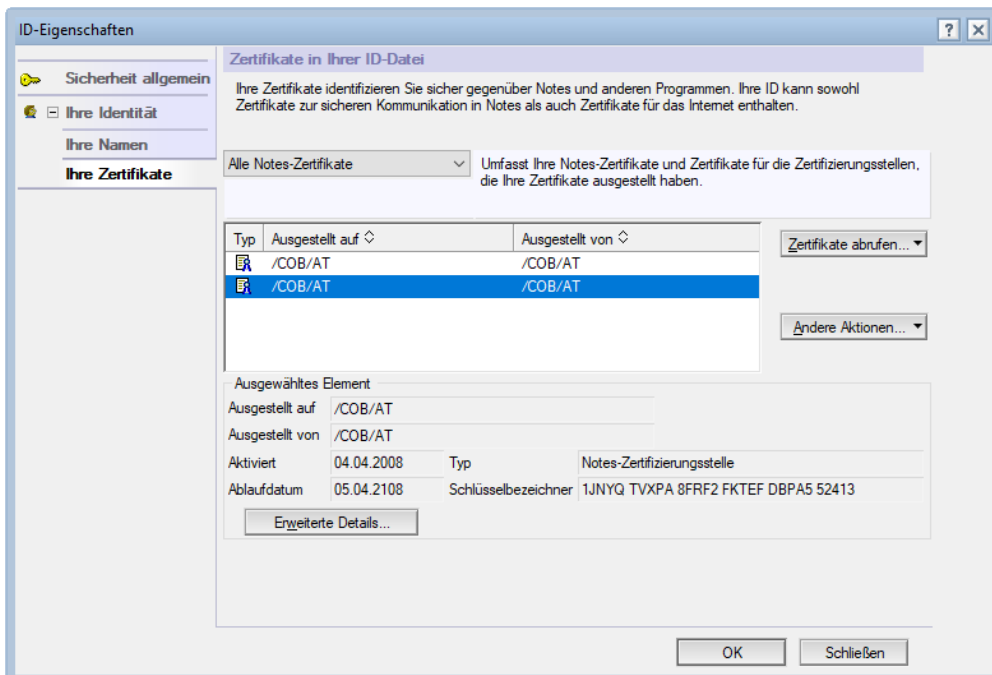 ID-Eigenschaften
Sicherheit allgemein
Ihre Identität
Ihre Namen
Ihre Zertifikate
Zertifikate in Ihrer ID-Datei
Ihre Zertifikate identifizieren Sie sicher gegenüber Notes und anderen Programmen. Ihre ID kann sowohl
Zertifikate zur sicheren Kommunikation in Notes als auch Zertifikate für das Internet enthalten.
Alle Notes-Zertifikate
Umfasst Ihre Notes-Zertifikate und Zertifikate für die Zertifizierungsstellen,
die Ihre Zertifikate ausgestellt haben.
Typ Ausgestellt auf Ausgestellt von
/COB/AT /COB/AT
/COB/AT /COB/AT
Zertifikate abrufen...
Andere Aktionen...
Ausgewähltes Element
Ausgestellt auf /COB/AT
Ausgestellt von /COB/AT
Aktiviert 04.04.2008 Typ Notes-Zertifizierungsstelle
Ablaufdatum 05.04.2108 Schlüsselbezeichner 1JNYQ TVXPA 8FRF2 FKTEF DBPA5 52413
Erweiterte Details...
OK Schließen